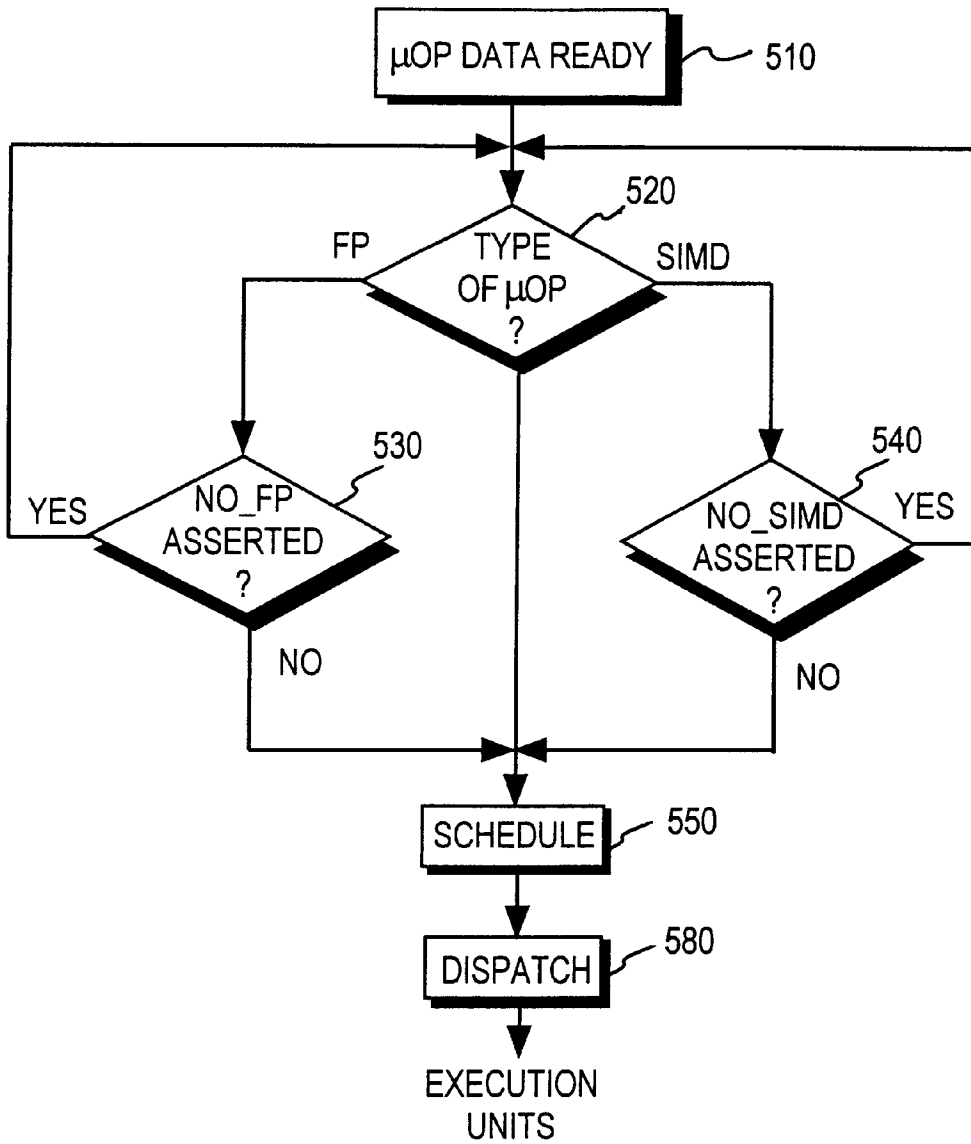 μOP DATA READY
510
520
FP
TYPE
OF μOP
?
SIMD
530
540
YES
NO_FP
ASSERTED
?
NO_SIMD
ASSERTED
?
YES
NO
NO
SCHEDULE
550
DISPATCH
580
EXECUTION
UNITS